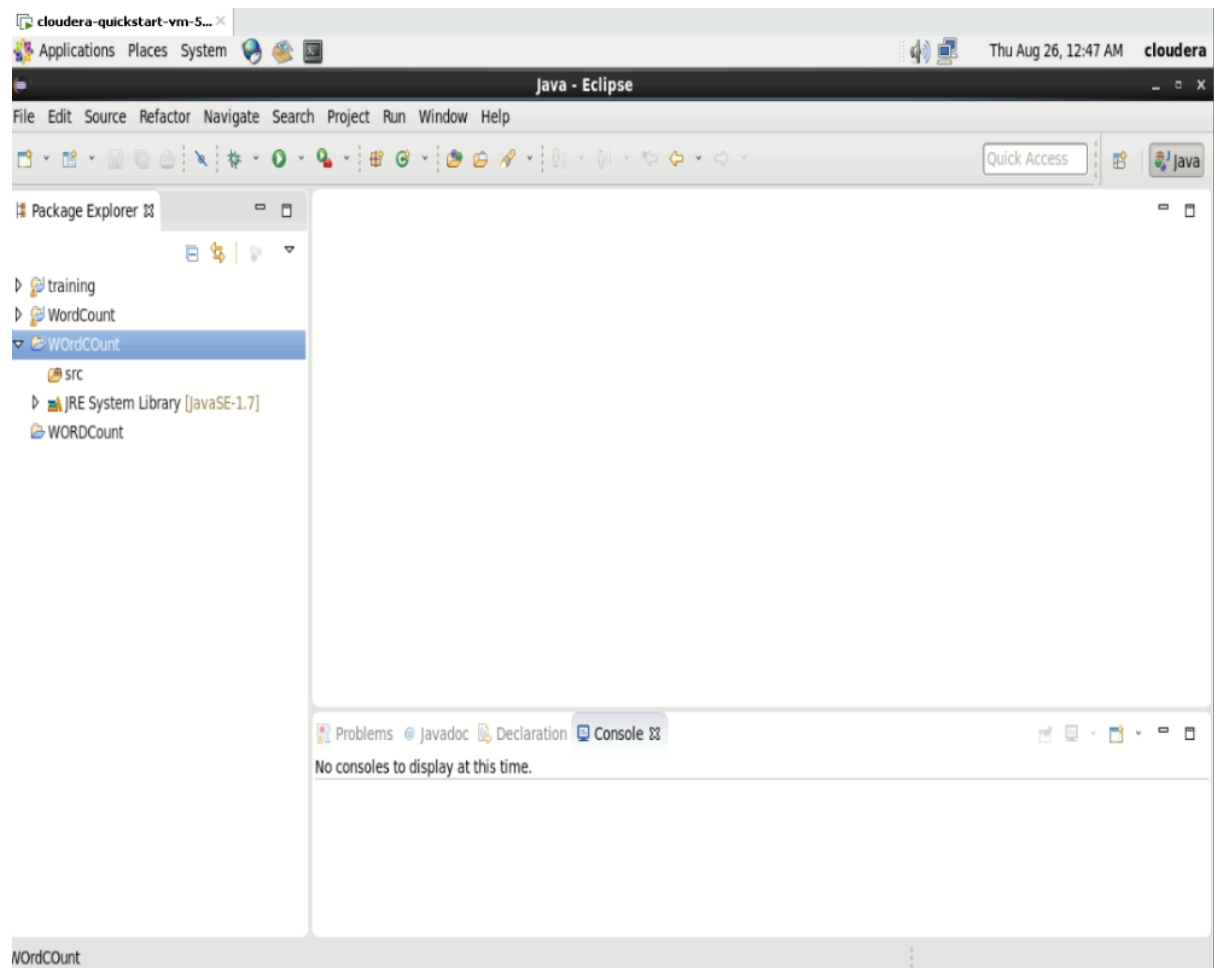 cloudera-quickstart-vm-5...
Applications Places System Thu Aug 26, 12:47 AM cloudera
Java - Eclipse
File Edit Source Refactor Navigate Search Project Run Window Help
Quick Access Java
Package Explorer
training
WordCount
WOrdCOunt
src
JRE System Library [JavaSE-1.7]
WORDCount
Problems @ Javadoc Declaration Console
No consoles to display at this time.
WOrdCOunt